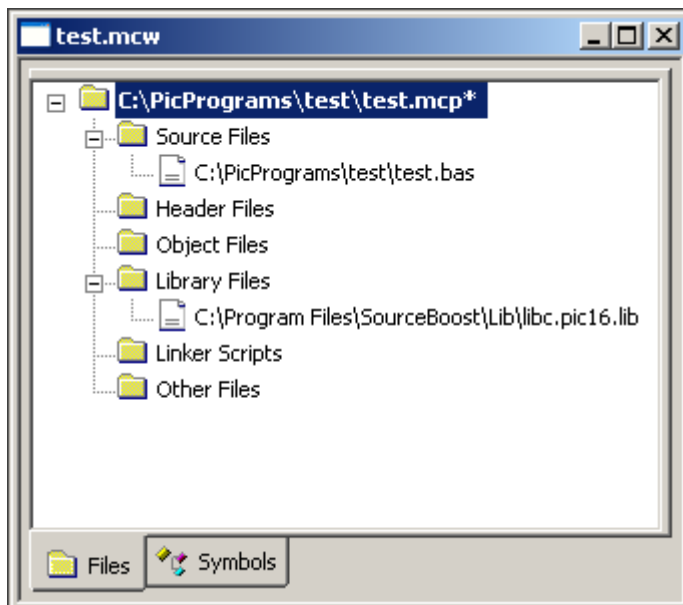 test.mcw
C:\PicPrograms\test\test.mcp*
Source Files
C:\PicPrograms\test\test.bas
Header Files
Object Files
Library Files
C:\Program Files\SourceBoost\Lib\libc.pic16.lib
Linker Scripts
Other Files
Files Symbols